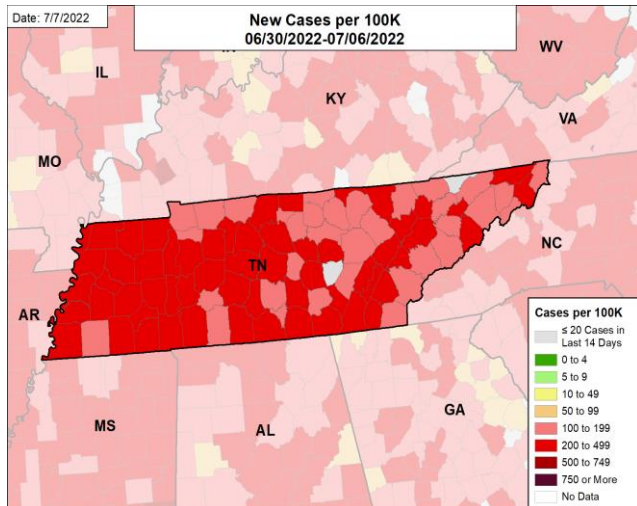 Date: 7/7/2022
New Cases per 100K
06/30/2022-07/06/2022
WV
IL
KY
VA
MO
TN
NC
AR
MS
AL
GA
Cases per 100K
≤ 20 Cases in
Last 14 Days
0 to 4
5 to 9
10 to 49
50 to 99
100 to 199
200 to 499
500 to 749
750 or More
No Data